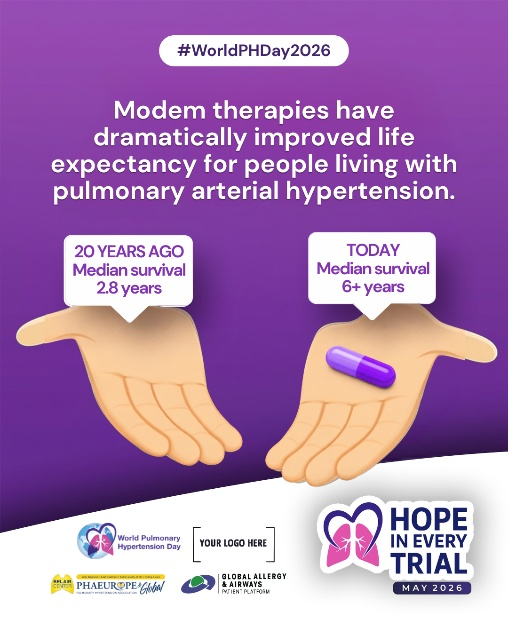 #WorldPHDay2026
Modem therapies have
dramatically improved life
expectancy for people living with
pulmonary arterial hypertension.
20 YEARS AGO
Median survival
2.8 years
TODAY
Median survival
6+ years
World Pulmonary
Hypertension Day
YOUR LOGO HERE
PHAEUROPE& Global
GLOBAL ALLERGY
& AIRWAYS
PATIENT PLATFORM
HOPE
IN EVERY
TRIAL
MAY 2026